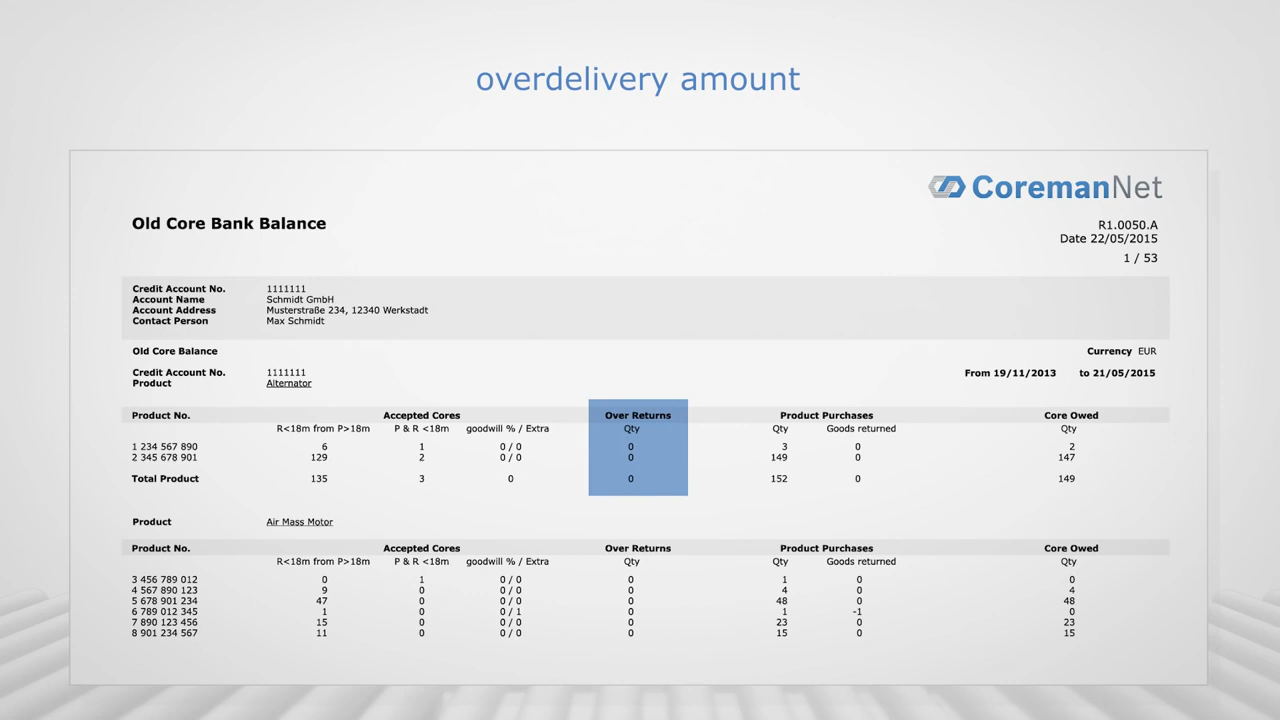 overdelivery amount
CoremanNet
Old Core Bank Balance
R1.0050.A
Date 22/05/2015
1 / 53
Credit Account No. 1111111
Account Name Schmidt GmbH
Account Address Musterstraße 234, 12340 Werkstadt
Contact Person Max Schmidt
Old Core Balance Currency EUR
Credit Account No. 1111111 From 19/11/2013 to 21/05/2015
Product Alternator
Product No. Accepted Cores Over Returns Product Purchases Core Owed
R<18m from P>18m P & R <18m goodwill % / Extra Qty Qty Goods returned Qty
1 234 567 890 6 1 0 / 0 0 3 0 2
2 345 678 901 129 2 0 / 0 0 149 0 147
Total Product 135 3 0 0 152 0 149
Product Air Mass Motor
Product No. Accepted Cores Over Returns Product Purchases Core Owed
R<18m from P>18m P & R <18m goodwill % / Extra Qty Qty Goods returned Qty
3 456 789 012 0 1 0 / 0 0 1 0 0
4 567 890 123 9 0 0 / 0 0 4 0 4
5 678 901 234 47 0 0 / 0 0 48 0 48
6 789 012 345 1 0 0 / 1 0 1 -1 0
7 890 123 456 15 0 0 / 0 0 23 0 23
8 901 234 567 11 0 0 / 0 0 15 0 15